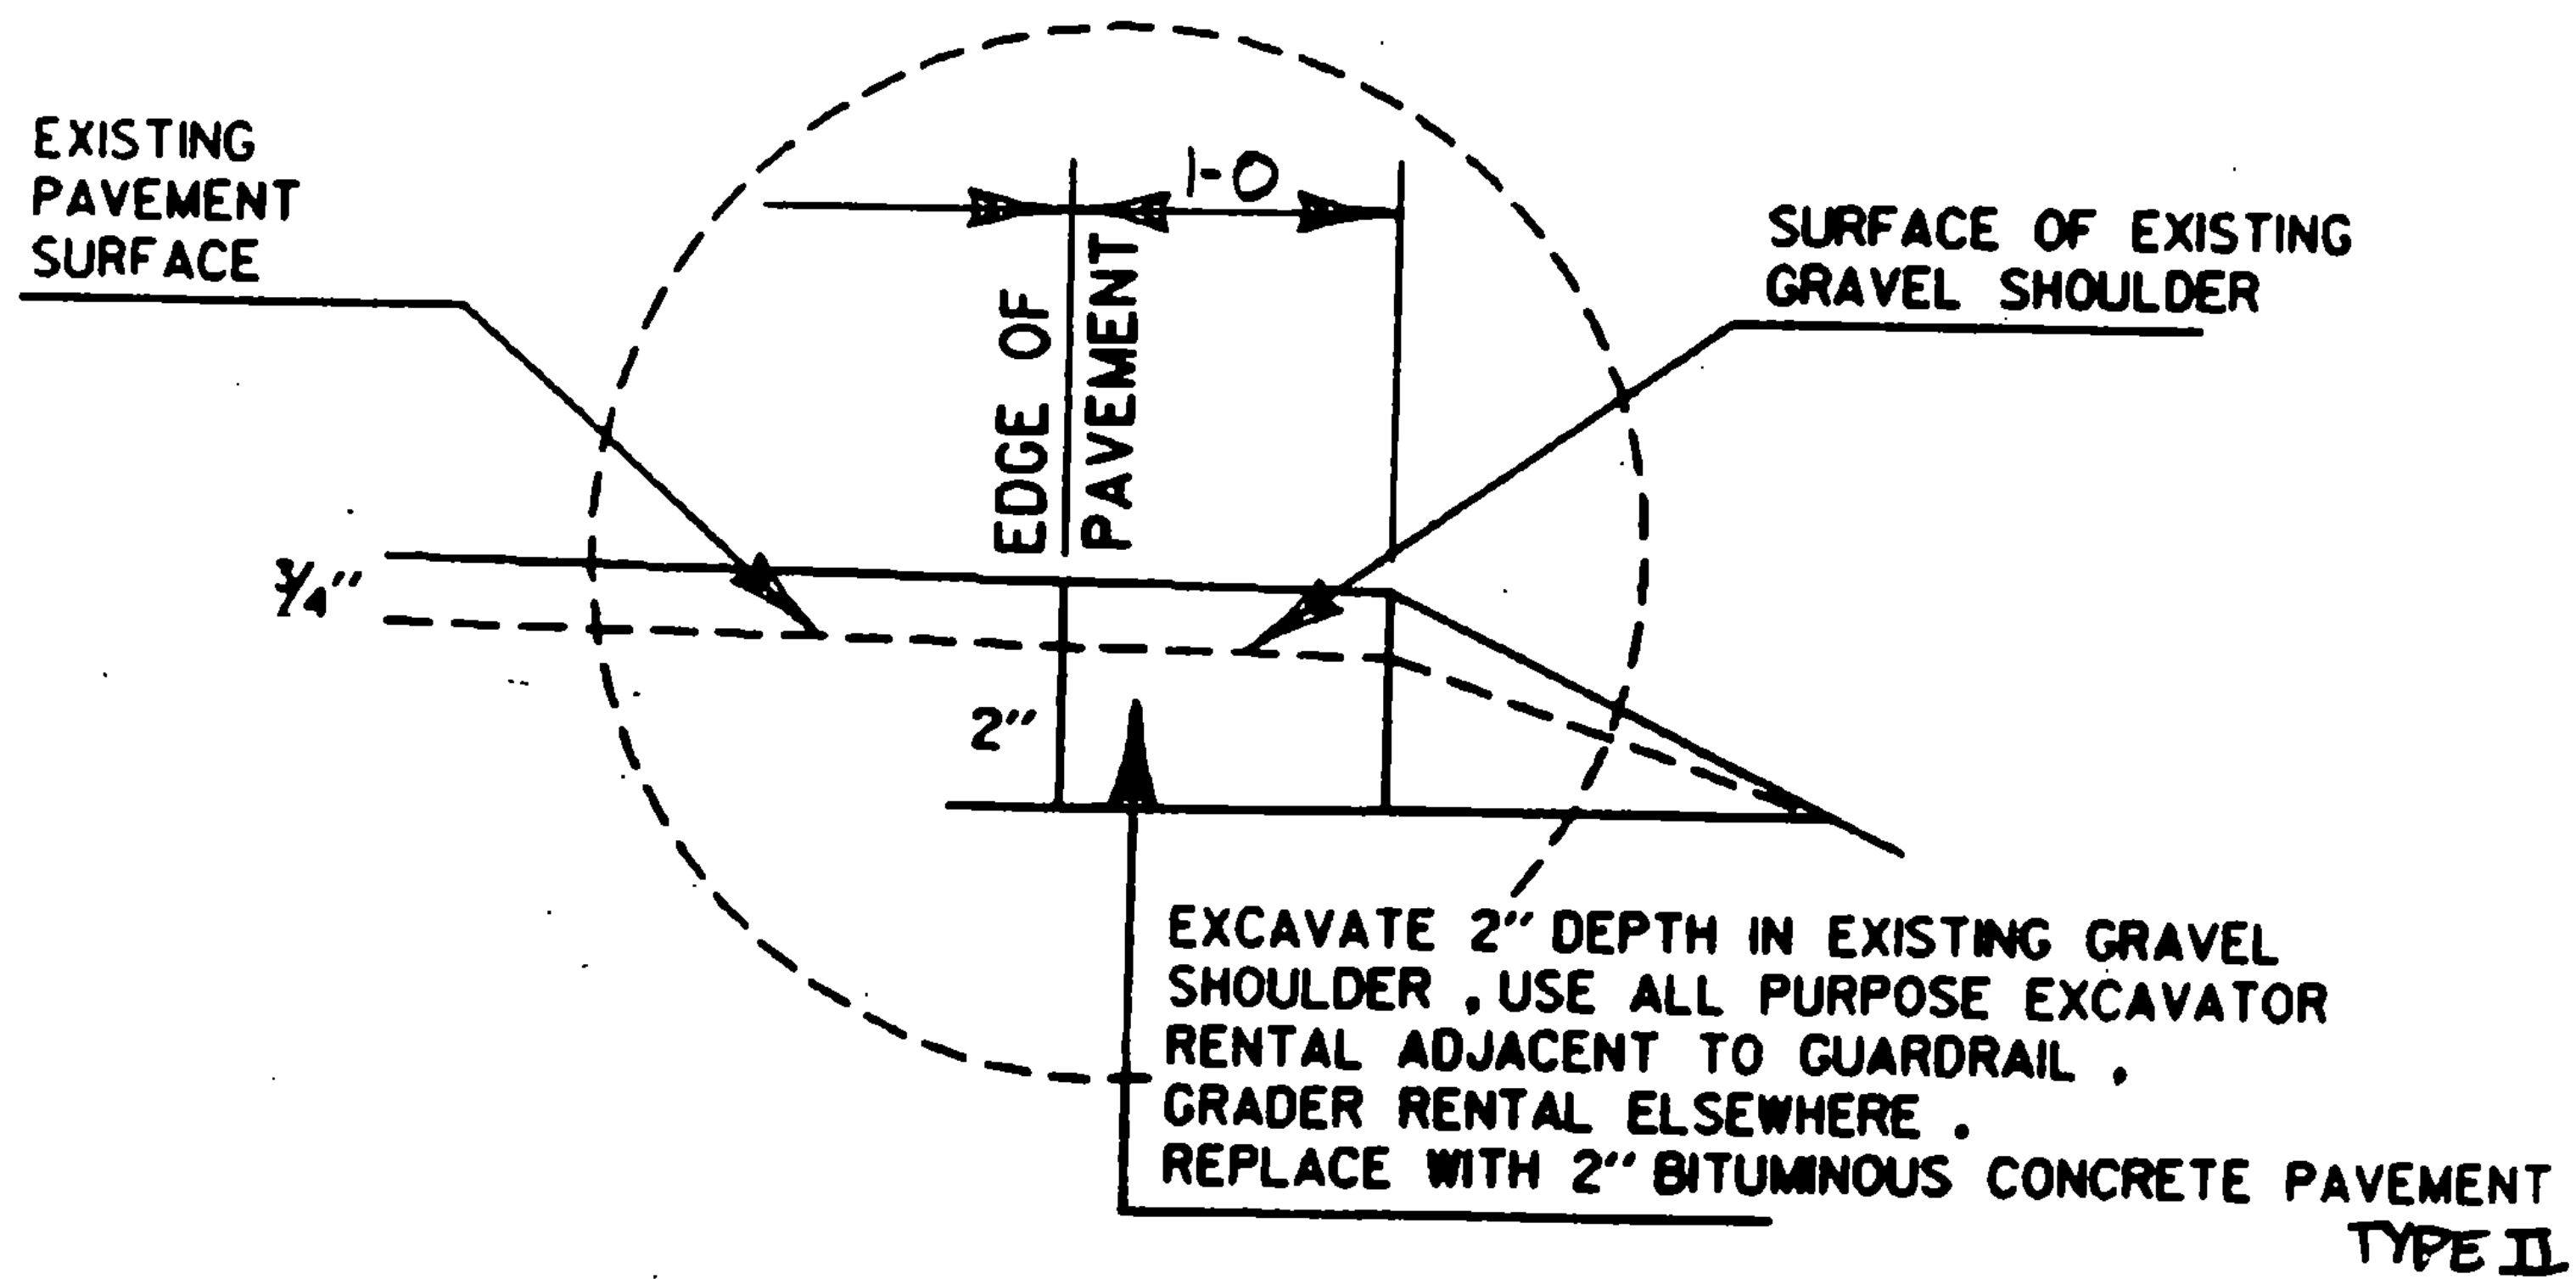 EXISTING
PAVEMENT
SURFACE
1-0
EDGE OF
PAVEMENT
SURFACE OF EXISTING
GRAVEL SHOULDER
3/4"
2"
EXCAVATE 2" DEPTH IN EXISTING GRAVEL
SHOULDER , USE ALL PURPOSE EXCAVATOR
RENTAL ADJACENT TO GUARDRAIL .
GRADER RENTAL ELSEWHERE .
REPLACE WITH 2" BITUMINOUS CONCRETE PAVEMENT
TYPE II